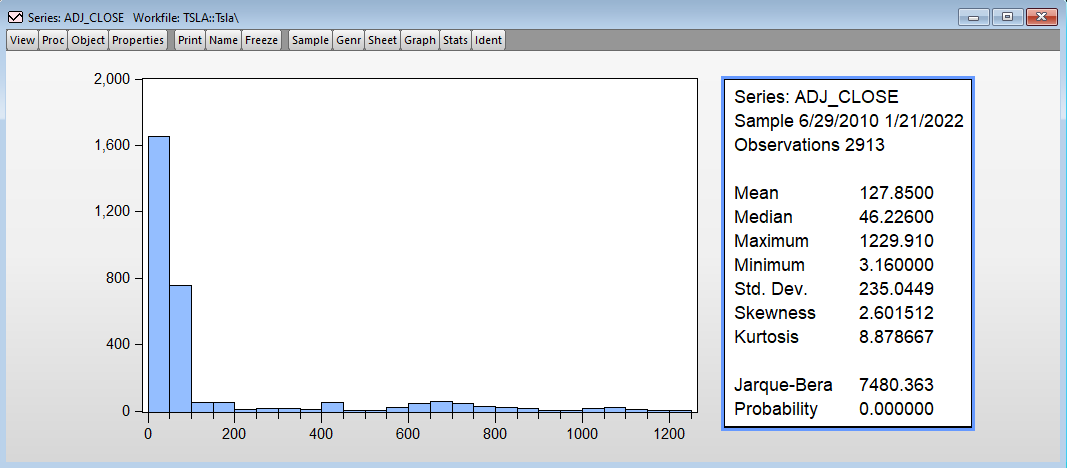 Series: ADJ_CLOSE Workfile: TSLA::Tsla\
View Proc Object Properties Print Name Freeze Sample Genr Sheet Graph Stats Ident
2,000
1,600
1,200
800
400
0
0 200 400 600 800 1000 1200
Series: ADJ_CLOSE
Sample 6/29/2010 1/21/2022
Observations 2913
Mean 127.8500
Median 46.22600
Maximum 1229.910
Minimum 3.160000
Std. Dev. 235.0449
Skewness 2.601512
Kurtosis 8.878667
Jarque-Bera 7480.363
Probability 0.000000